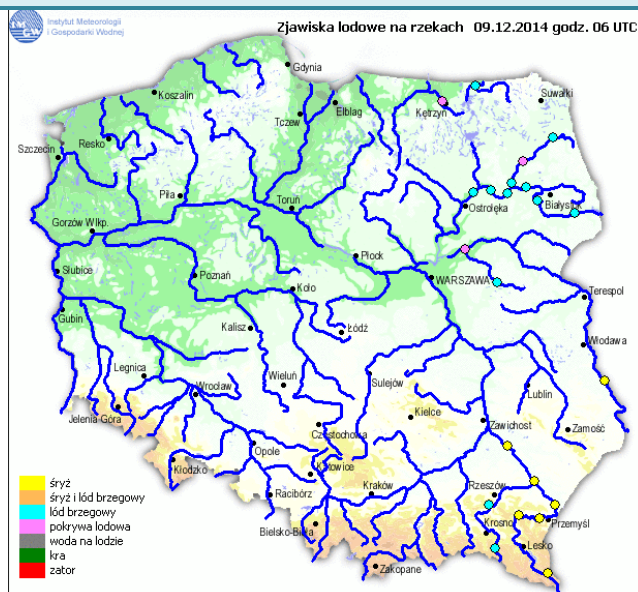 Instytut Meteorologii
i Gospodarki Wodnej
Zjawiska lodowe na rzekach 09.12.2014 godz. 06 UTC
Gdynia
Koszalin
Suwałki
Elbląg
Kętrzyn
Tczew
Resko
Szczecin
Piła
Toruń
Ostrołęka
Białystok
Gorzów Wlkp.
Płock
Słubice
Poznań
WARSZAWA
Koło
Terespol
Gubin
Kalisz
Łódź
Włodawa
Legnica
Wrocław
Wieluń
Sulejów
Lublin
Jelenia Góra
Kielce
Zawichost
Zamość
Częstochowa
Opole
Kłodzko
Katowice
Racibórz
Kraków
Rzeszów
Bielsko-Biała
Krosno
Przemyśl
Lesko
Zakopane
śryż
śryż i lód brzegowy
lód brzegowy
pokrywa lodowa
woda na lodzie
kra
zator